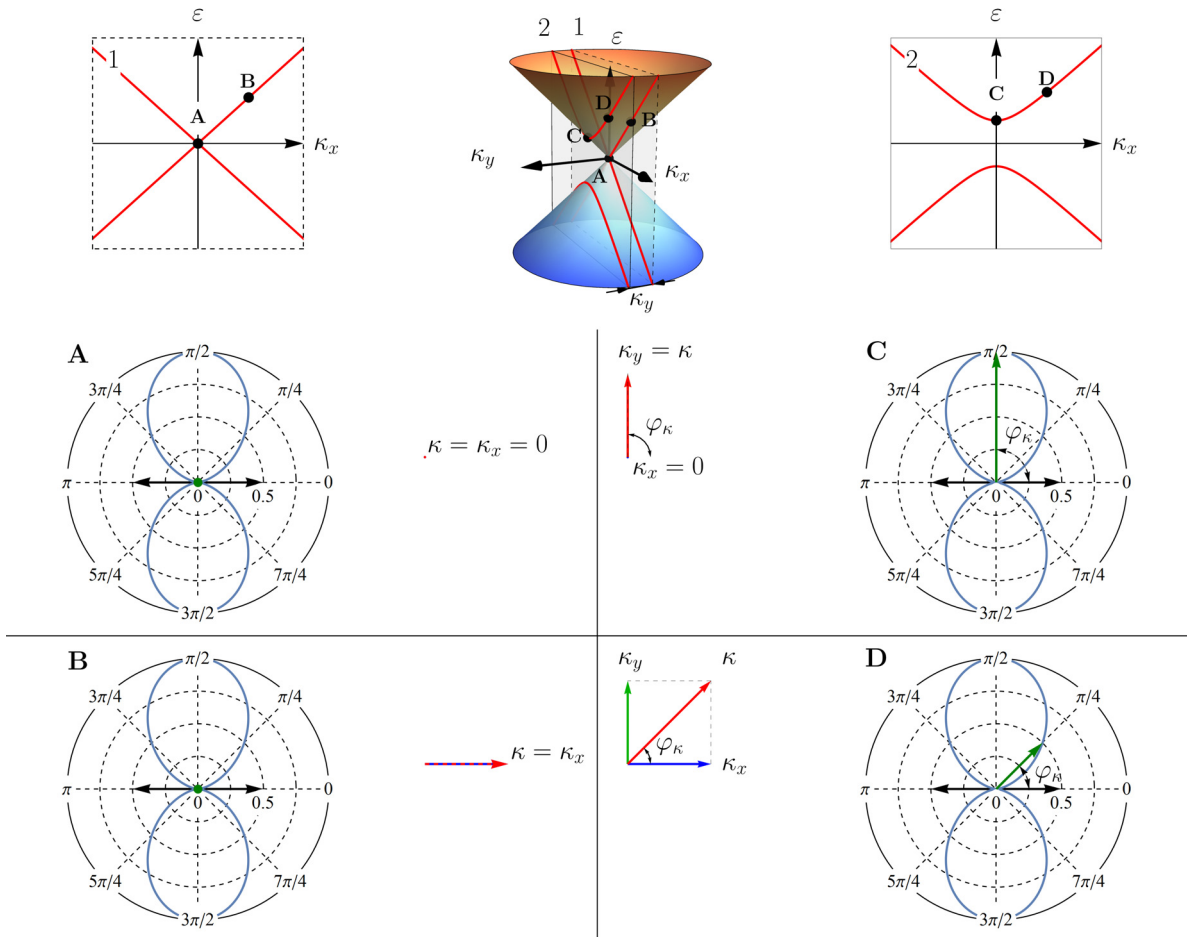 ε
1
B
A
κx
2 1
ε
D
B
C
κy
κx
A
κy
ε
2
C
D
κx
A
π/2
3π/4 π/4
π 0 0.5 0
5π/4 7π/4
3π/2
κ = κx = 0
κy = κ
φκ
κx = 0
C
π/2
3π/4 π/4
φκ
π 0 0.5 0
5π/4 7π/4
3π/2
B
π/2
3π/4 π/4
π 0 0.5 0
5π/4 7π/4
3π/2
κ = κx
κy κ
φκ
κx
D
π/2
3π/4 π/4
φκ
π 0 0.5 0
5π/4 7π/4
3π/2